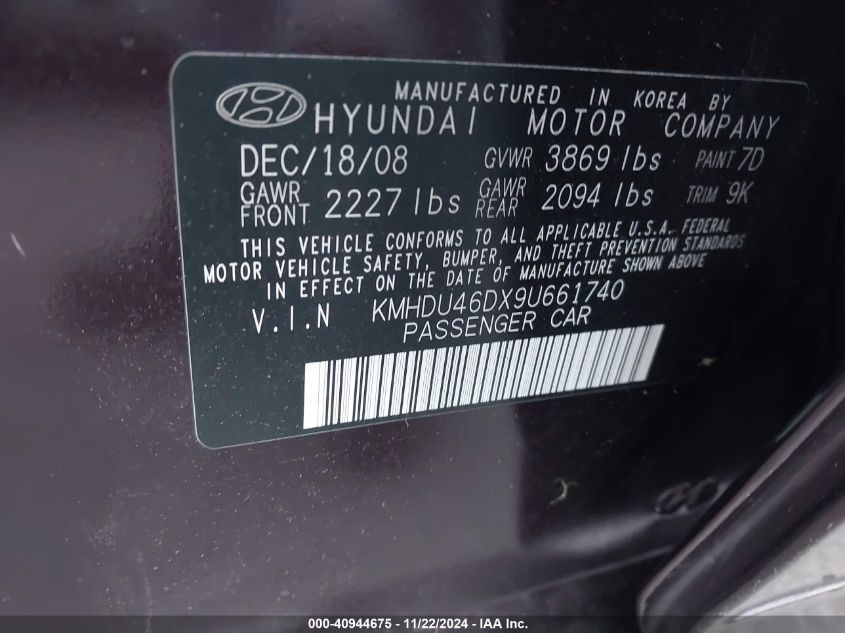 MANUFACTURED IN KOREA BY
HYUNDAI MOTOR COMPANY
DEC/18/08 GVWR 3869 lbs PAINT 7D
GAWR FRONT 2227 lbs GAWR REAR 2094 lbs TRIM 9K
THIS VEHICLE CONFORMS TO ALL APPLICABLE U.S.A. FEDERAL
MOTOR VEHICLE SAFETY, BUMPER, AND THEFT PREVENTION STANDARDS
IN EFFECT ON THE DATE OF MANUFACTURE SHOWN ABOVE
V.I.N KMHDU46DX9U661740
PASSENGER CAR
000-40944675 - 11/22/2024 - IAA, Inc.